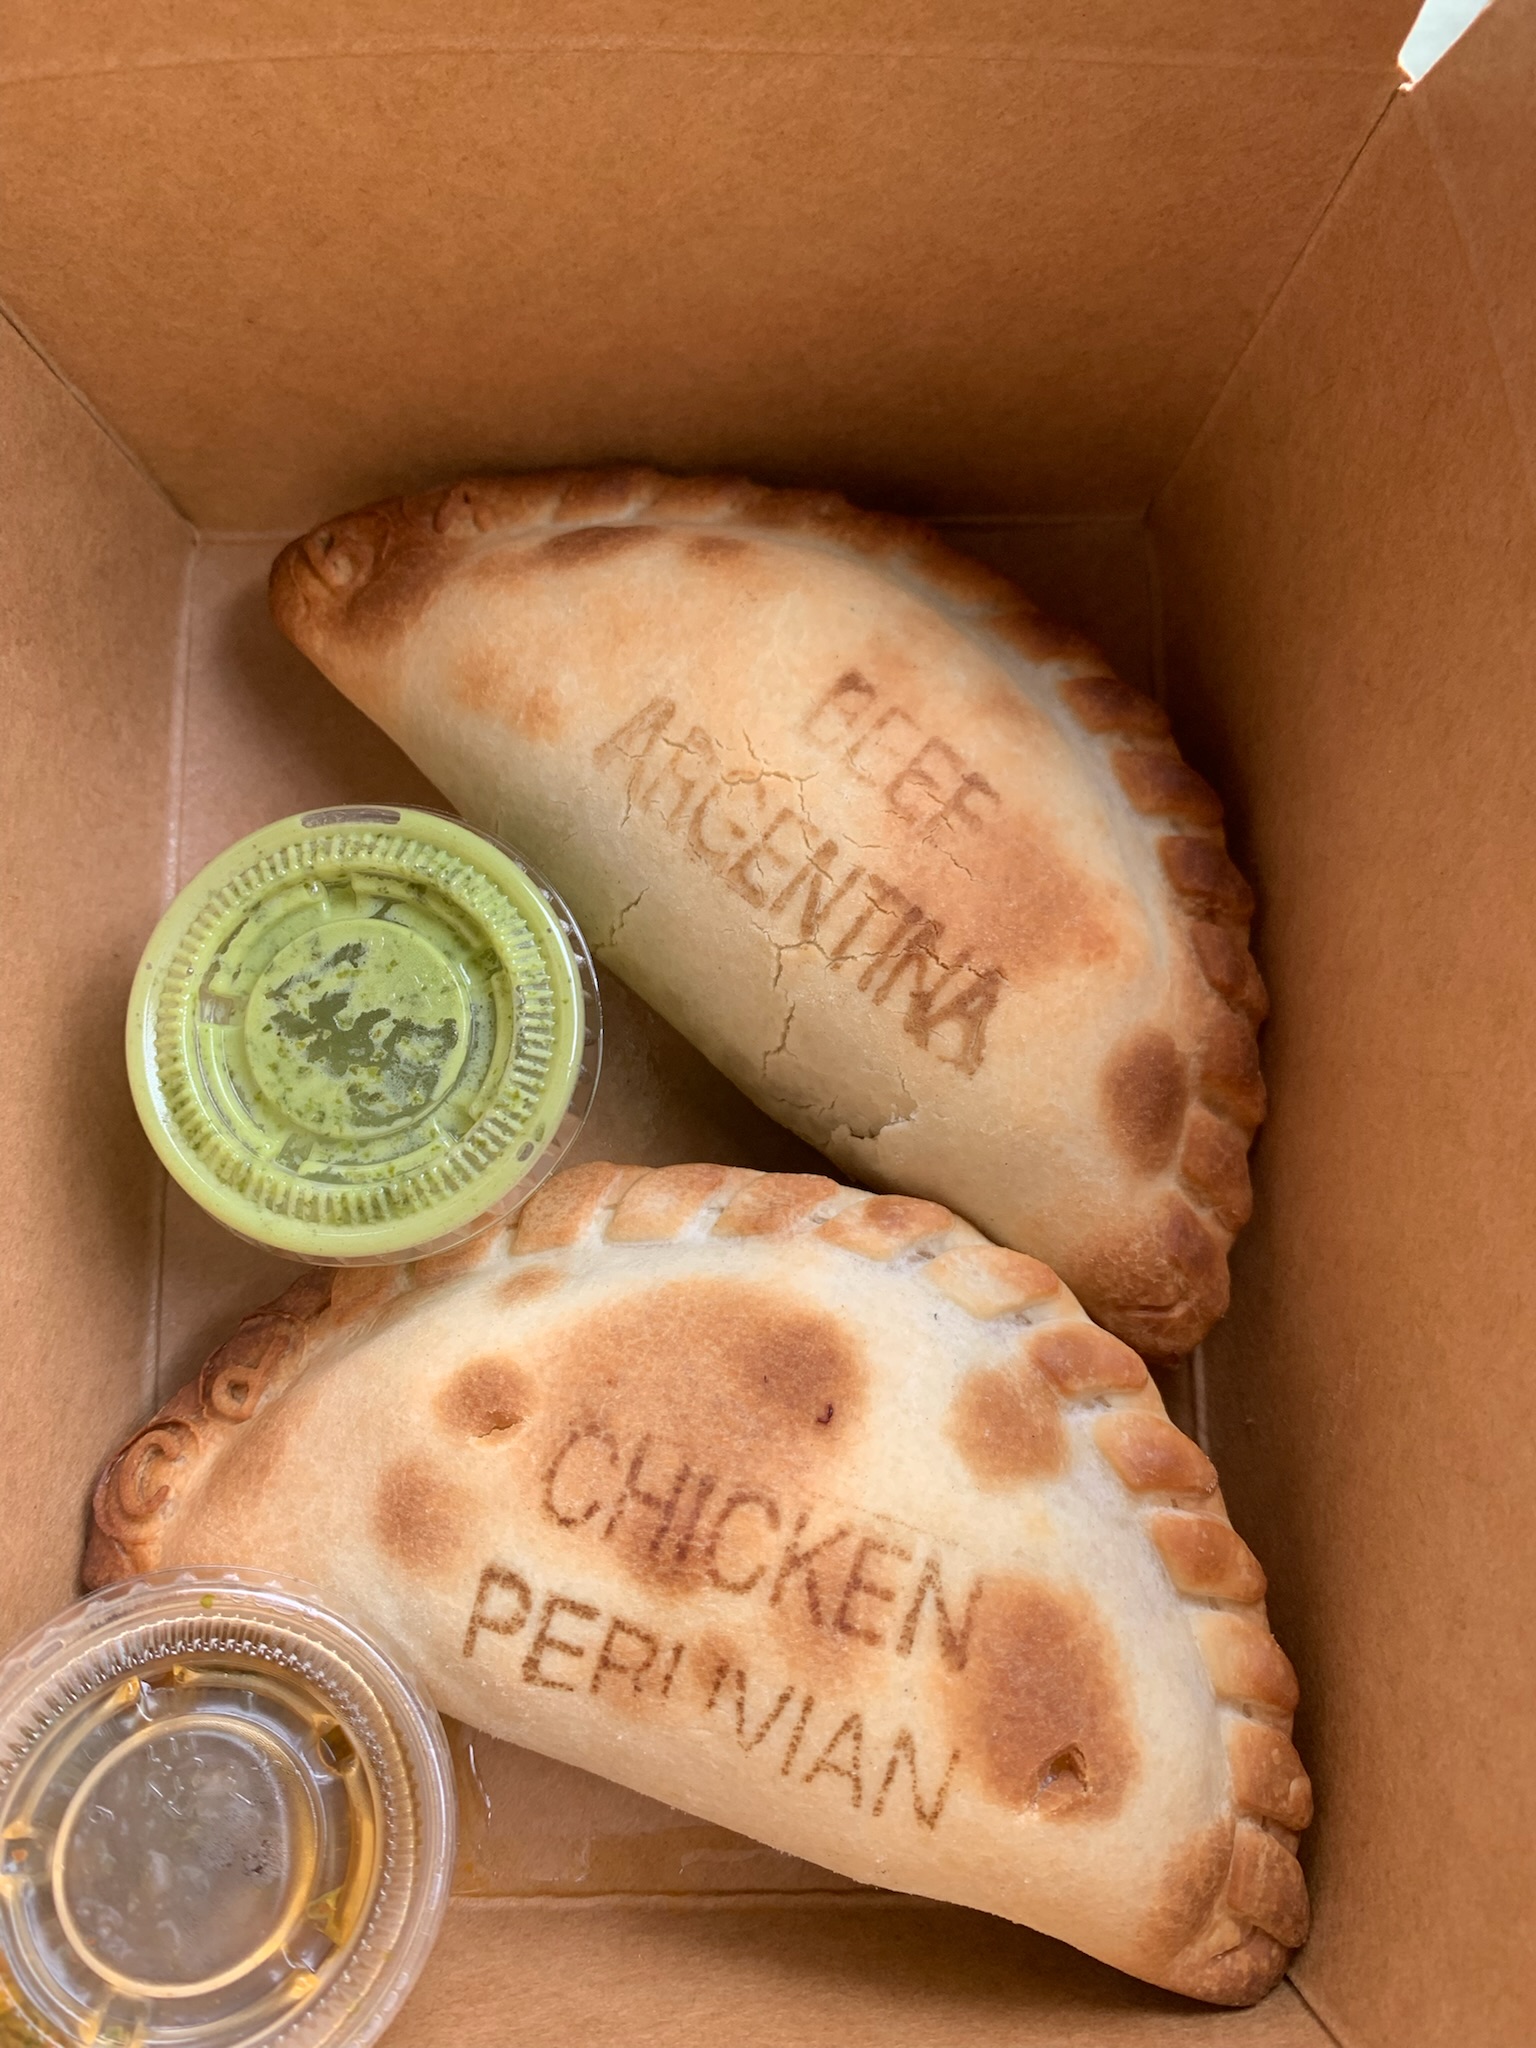 BEEF
ARGENTINA
CHICKEN
PERUVIAN